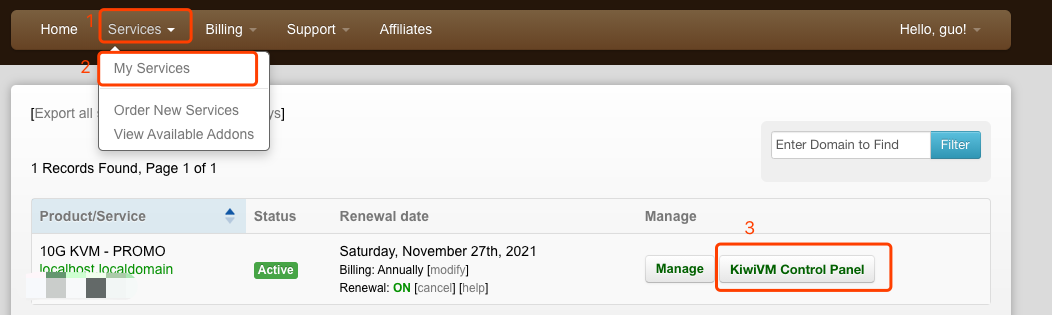 1
Home Services Billing Support Affiliates Hello, guo!
2
My Services
Order New Services
View Available Addons
[Export all
ys]
Enter Domain to Find Filter
1 Records Found, Page 1 of 1
Product/Service Status Renewal date Manage
3
10G KVM - PROMO
localhost.localdomain
Active
Saturday, November 27th, 2021
Billing: Annually [modify]
Renewal: ON [cancel] [help]
Manage KiwiVM Control Panel